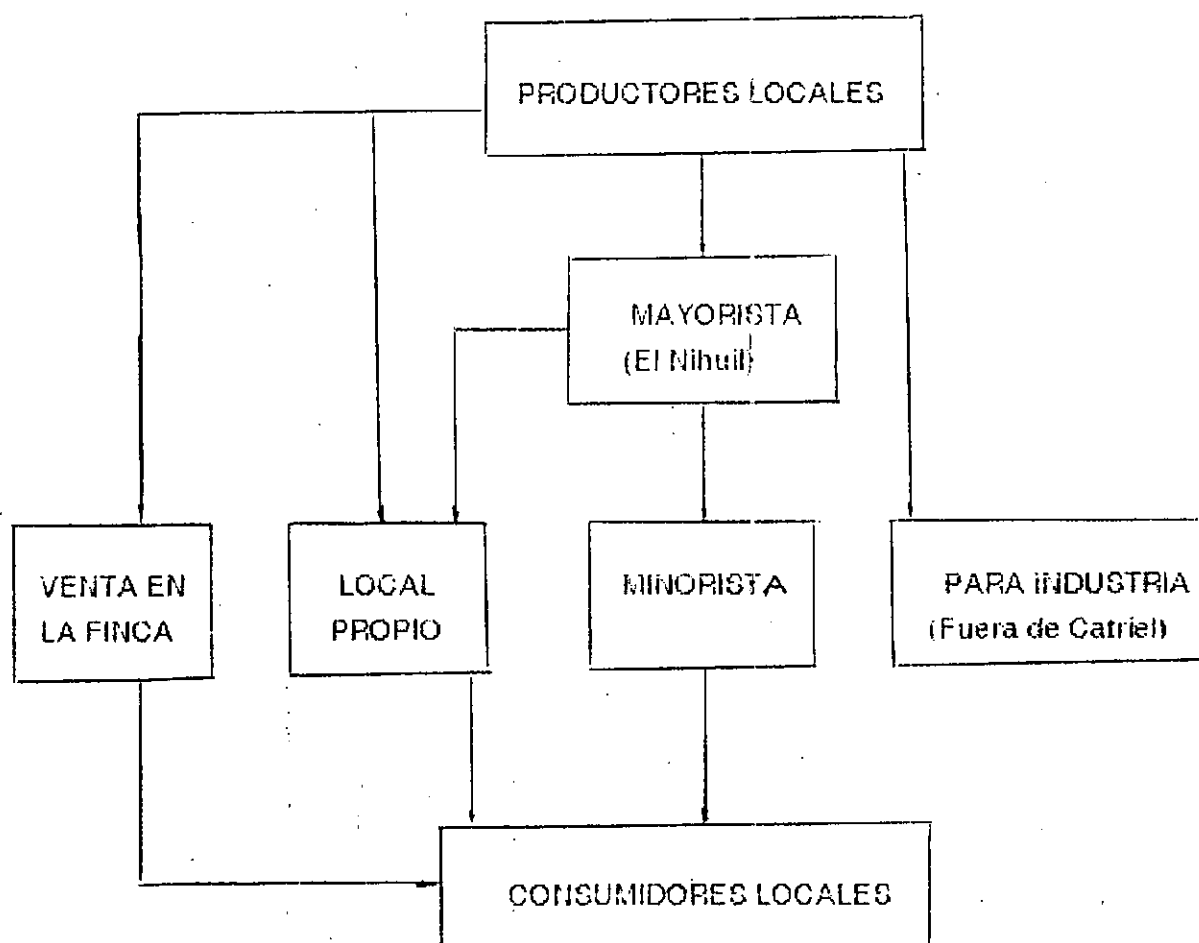 PRODUCTORES LOCALES
MAYORISTA
(El Nihuil)
VENTA EN
LA FINCA
LOCAL
PROPIO
MINORISTA
PARA INDUSTRIA
(Fuera de Catriel)
CONSUMIDORES LOCALES